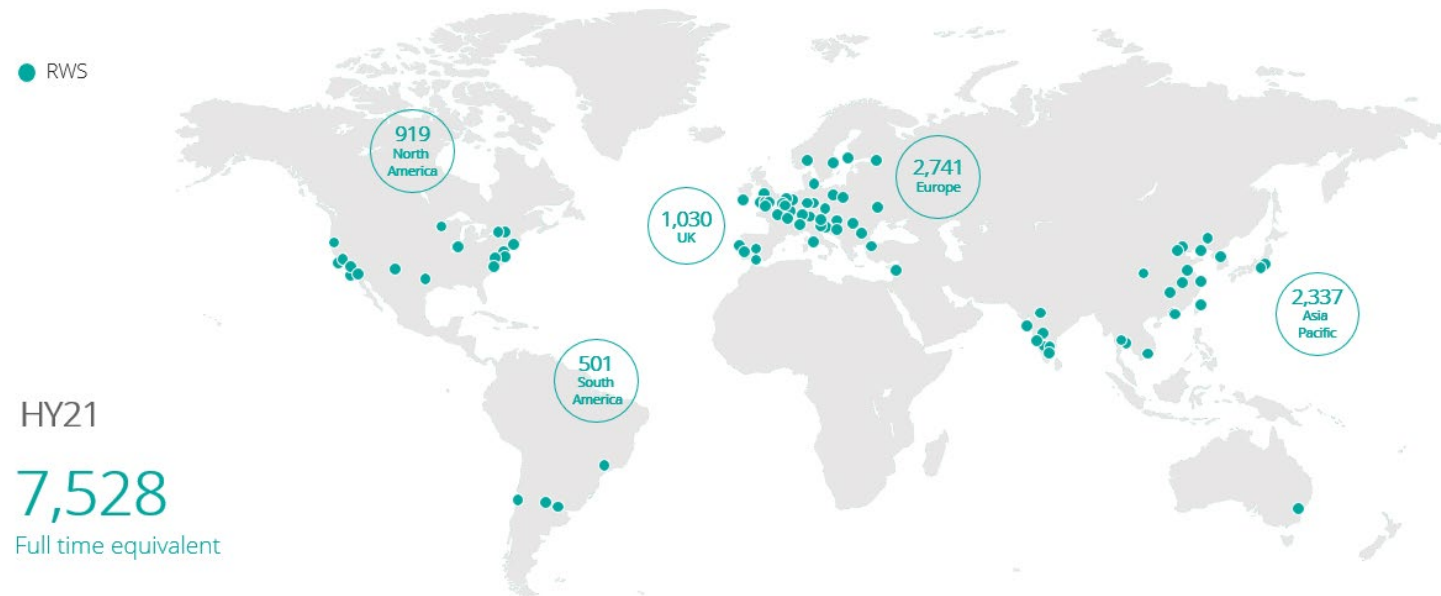 RWS
919
North
America
2,741
Europe
1,030
UK
2,337
Asia
Pacific
501
South
America
HY21
7,528
Full time equivalent